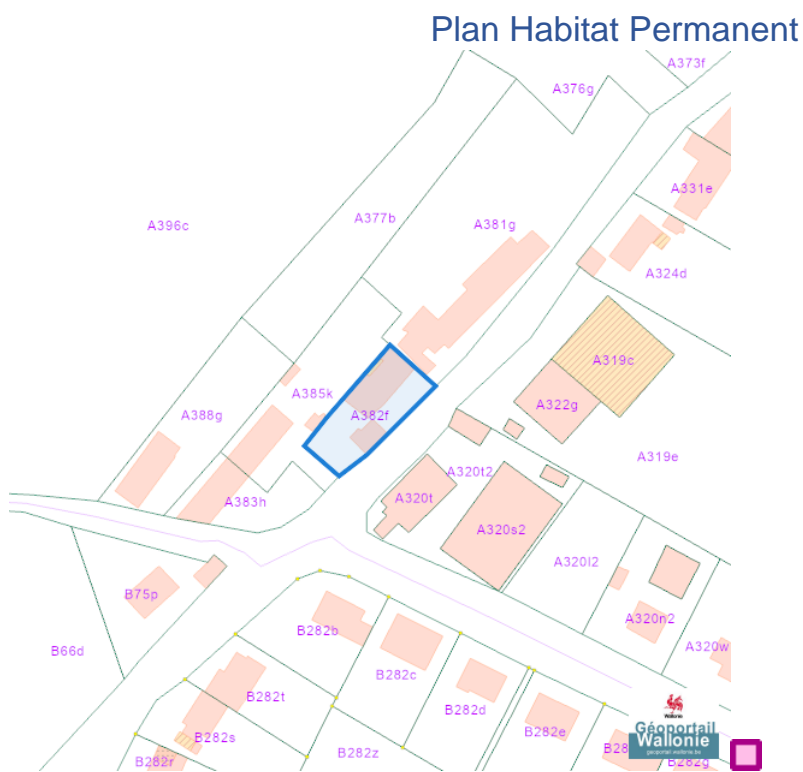 Plan Habitat Permanent
A373f
A376g
A331e
A377b
A381g
A396c
A324d
A319c
A385k
A322g
A388g
A382f
A319e
A320t2
A320t
A383h
A320s2
A320l2
B75p
A320n2
B282b
A320w
B66d
B282c
B282t
B282d
B282s
B282e
B282z
B282r
B282g
Wallonie
Géoportail
Wallonie
geoportail.wallonie.be